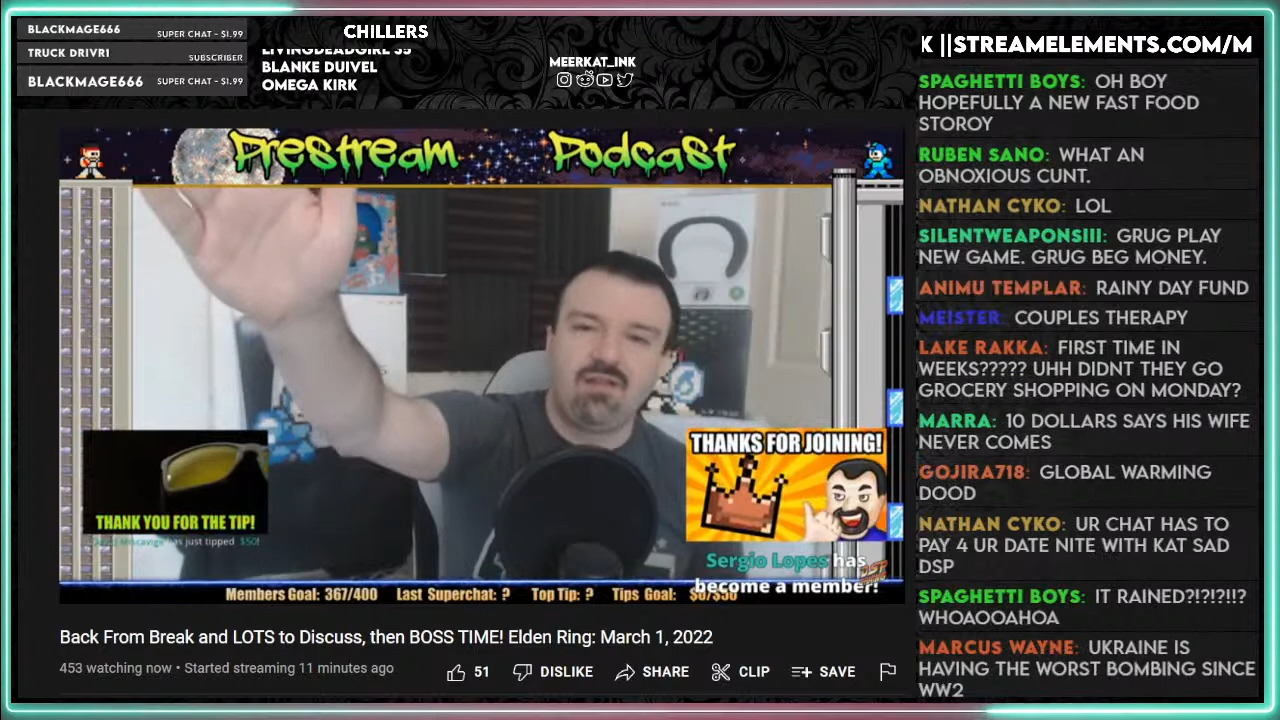 BLACKMAGE666 SUPER CHAT - $1.99
TRUCK DRIVR1 SUBSCRIBER
BLACKMAGE666 SUPER CHAT - $1.99
CHILLERS
LIVINGDEADGIRL $5
BLANKE DUIVEL
OMEGA KIRK
MEERKAT_INK
K ||STREAMELEMENTS.COM/M
Prestream Podcast
THANK YOU FOR THE TIP!
has just tipped $50!
THANKS FOR JOINING!
Sergio Lopes has
become a member!
Members Goal: 367/400 Last Superchat: ? Top Tip: ? Tips Goal:
Back From Break and LOTS to Discuss, then BOSS TIME! Elden Ring: March 1, 2022
453 watching now • Started streaming 11 minutes ago
51 DISLIKE SHARE CLIP SAVE
SPAGHETTI BOYS: OH BOY
HOPEFULLY A NEW FAST FOOD
STOROY
RUBEN SANO: WHAT AN
OBNOXIOUS CUNT.
NATHAN CYKO: LOL
SILENTWEAPONSIII: GRUG PLAY
NEW GAME. GRUG BEG MONEY.
ANIMU TEMPLAR: RAINY DAY FUND
MEISTER: COUPLES THERAPY
LAKE RAKKA: FIRST TIME IN
WEEKS????? UHH DIDNT THEY GO
GROCERY SHOPPING ON MONDAY?
MARRA: 10 DOLLARS SAYS HIS WIFE
NEVER COMES
GOJIRA718: GLOBAL WARMING
DOOD
NATHAN CYKO: UR CHAT HAS TO
PAY 4 UR DATE NITE WITH KAT SAD
DSP
SPAGHETTI BOYS: IT RAINED?!?!?!!?
WHOAOOAHOA
MARCUS WAYNE: UKRAINE IS
HAVING THE WORST BOMBING SINCE
WW2